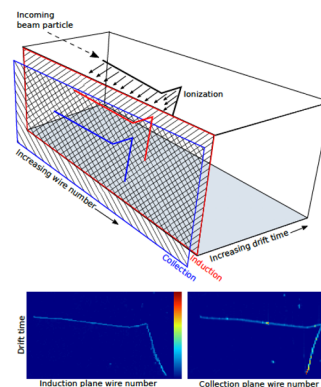 Incoming
beam particle
Ionization
Increasing wire number
Collection
Induction
Increasing drift time
Drift time
Induction plane wire number
Collection plane wire number